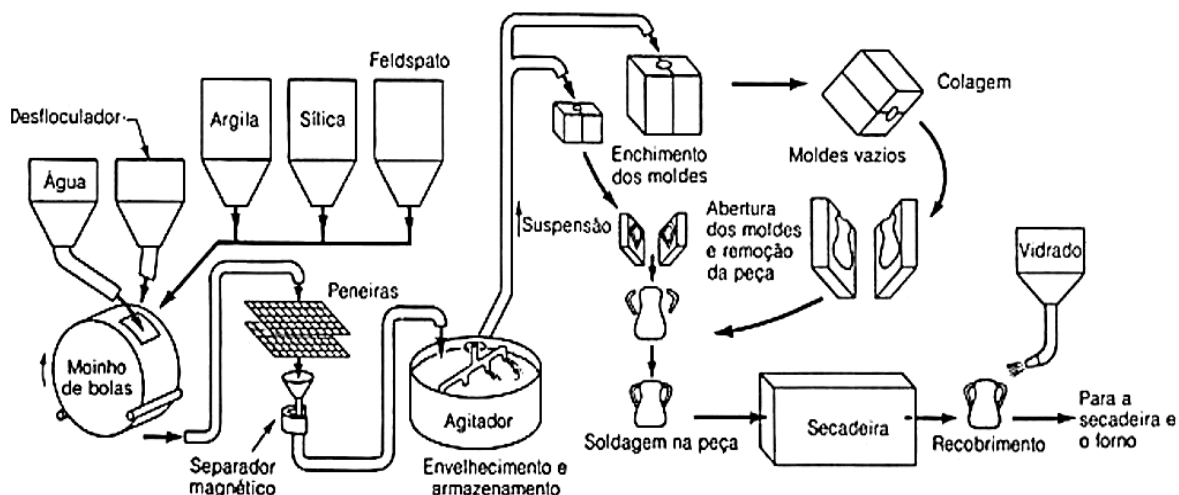 Feldspato
Desfloculador
Argila
Sílica
Água
Moinho
de bolas
Peneiras
Separador
magnético
Agitador
Envelhecimento e
armazenamento
Suspensão
Enchimento
dos moldes
Colagem
Moldes vazios
Abertura
dos moldes
e remoção
da peça
Soldagem na peça
Secadeira
Vidrado
Recobrimento
Para a
secadeira e
o forno